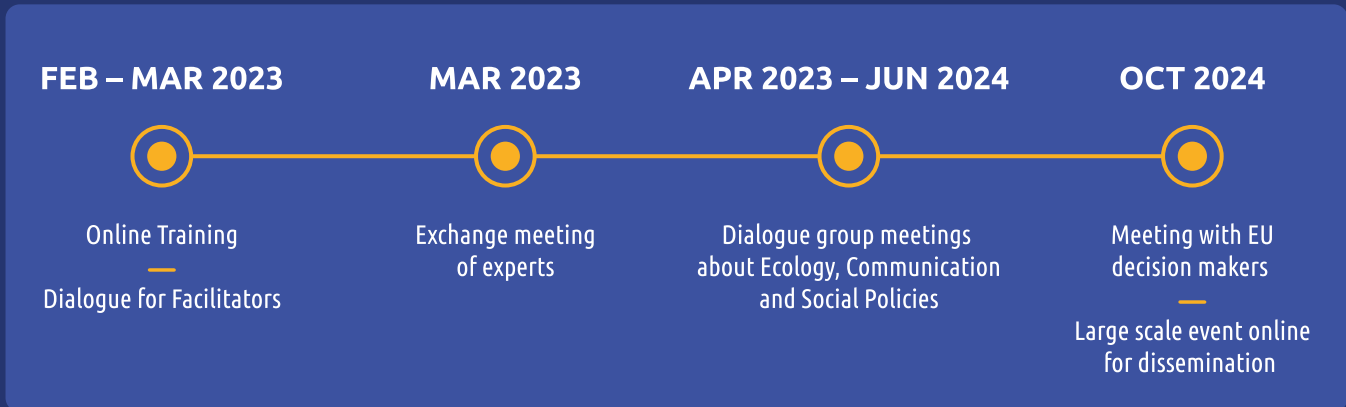 FEB – MAR 2023
Online Training
Dialogue for Facilitators
MAR 2023
Exchange meeting
of experts
APR 2023 – JUN 2024
Dialogue group meetings
about Ecology, Communication
and Social Policies
OCT 2024
Meeting with EU
decision makers
Large scale event online
for dissemination